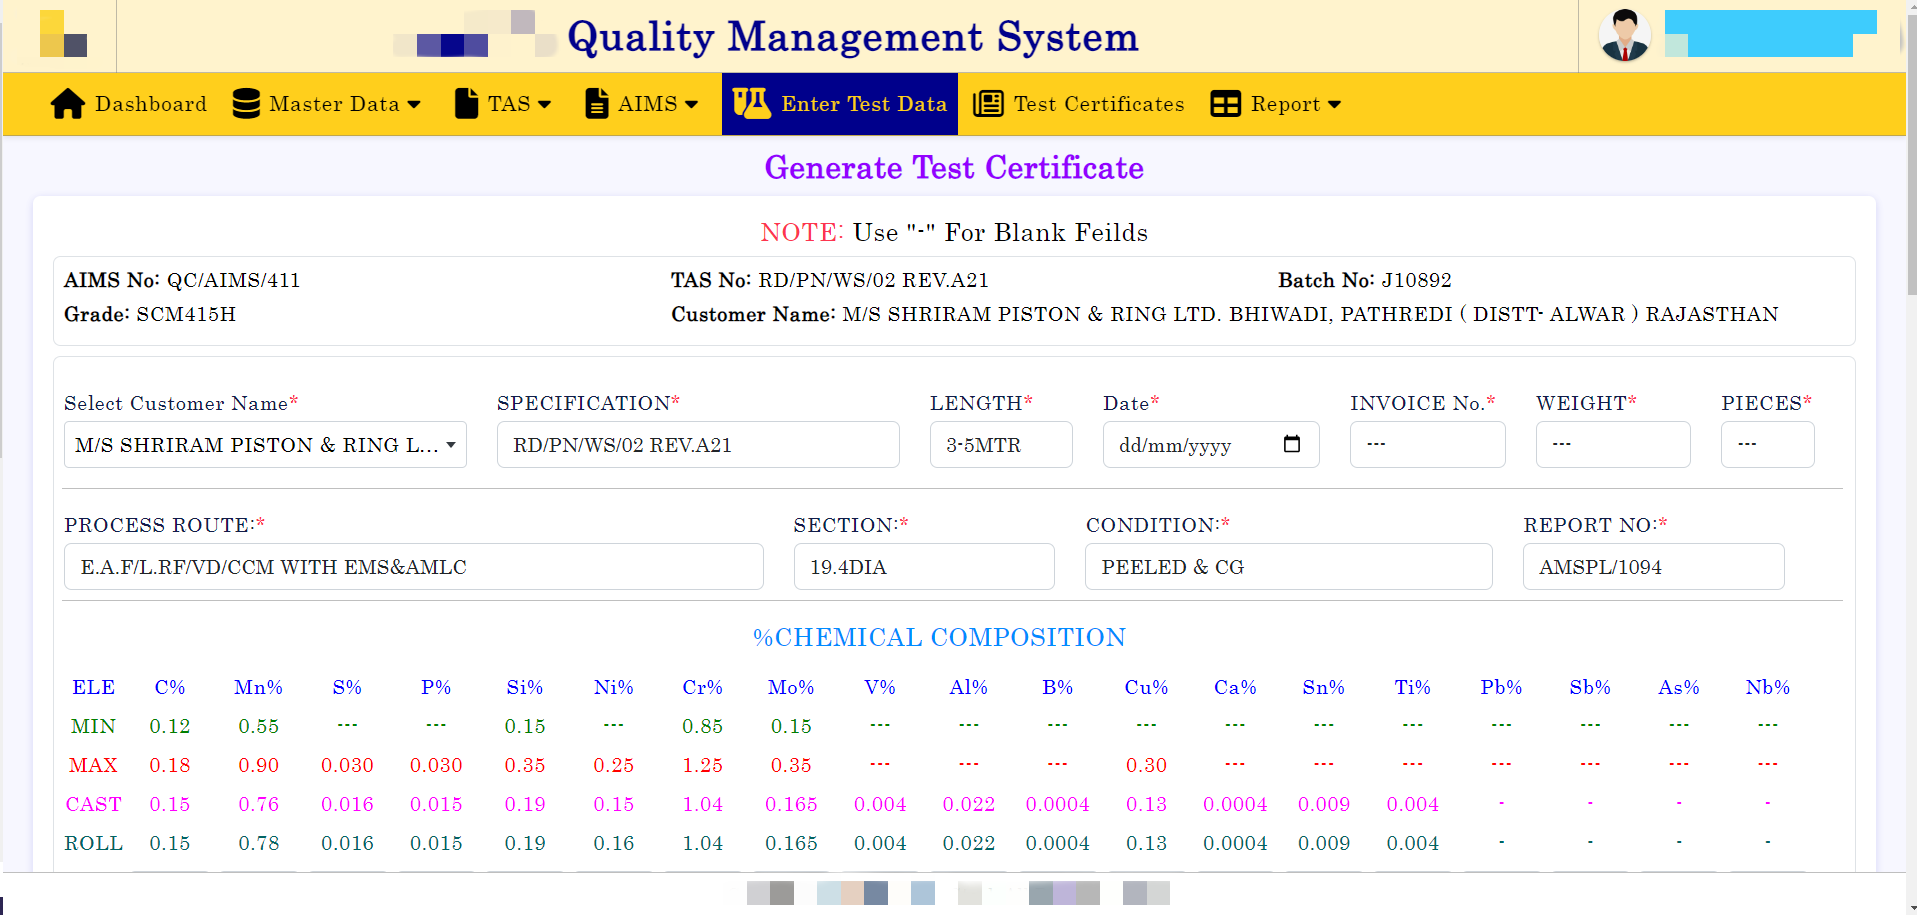 Quality Management System
Dashboard Master Data TAS AIMS Enter Test Data Test Certificates Report
Generate Test Certificate
NOTE: Use "-" For Blank Feilds
AIMS No: QC/AIMS/411 TAS No: RD/PN/WS/02 REV.A21 Batch No: J10892
Grade: SCM415H Customer Name: M/S SHRIRAM PISTON & RING LTD. BHIWADI, PATHREDI ( DISTT- ALWAR ) RAJASTHAN
Select Customer Name* SPECIFICATION* LENGTH* Date* INVOICE No.* WEIGHT* PIECES*
M/S SHRIRAM PISTON & RING L... RD/PN/WS/02 REV.A21 3-5MTR dd/mm/yyyy --- --- ---
PROCESS ROUTE:* SECTION:* CONDITION:* REPORT NO:*
E.A.F/L.RF/VD/CCM WITH EMS&AMLC 19.4DIA PEELED & CG AMSPL/1094
%CHEMICAL COMPOSITION
ELE C% Mn% S% P% Si% Ni% Cr% Mo% V% Al% B% Cu% Ca% Sn% Ti% Pb% Sb% As% Nb%
MIN 0.12 0.55 --- --- 0.15 --- 0.85 0.15 --- --- --- --- --- --- --- --- --- --- ---
MAX 0.18 0.90 0.030 0.030 0.35 0.25 1.25 0.35 --- --- --- 0.30 --- --- --- --- --- --- ---
CAST 0.15 0.76 0.016 0.015 0.19 0.15 1.04 0.165 0.004 0.022 0.0004 0.13 0.0004 0.009 0.004 - - - -
ROLL 0.15 0.78 0.016 0.015 0.19 0.16 1.04 0.165 0.004 0.022 0.0004 0.13 0.0004 0.009 0.004 - - - -